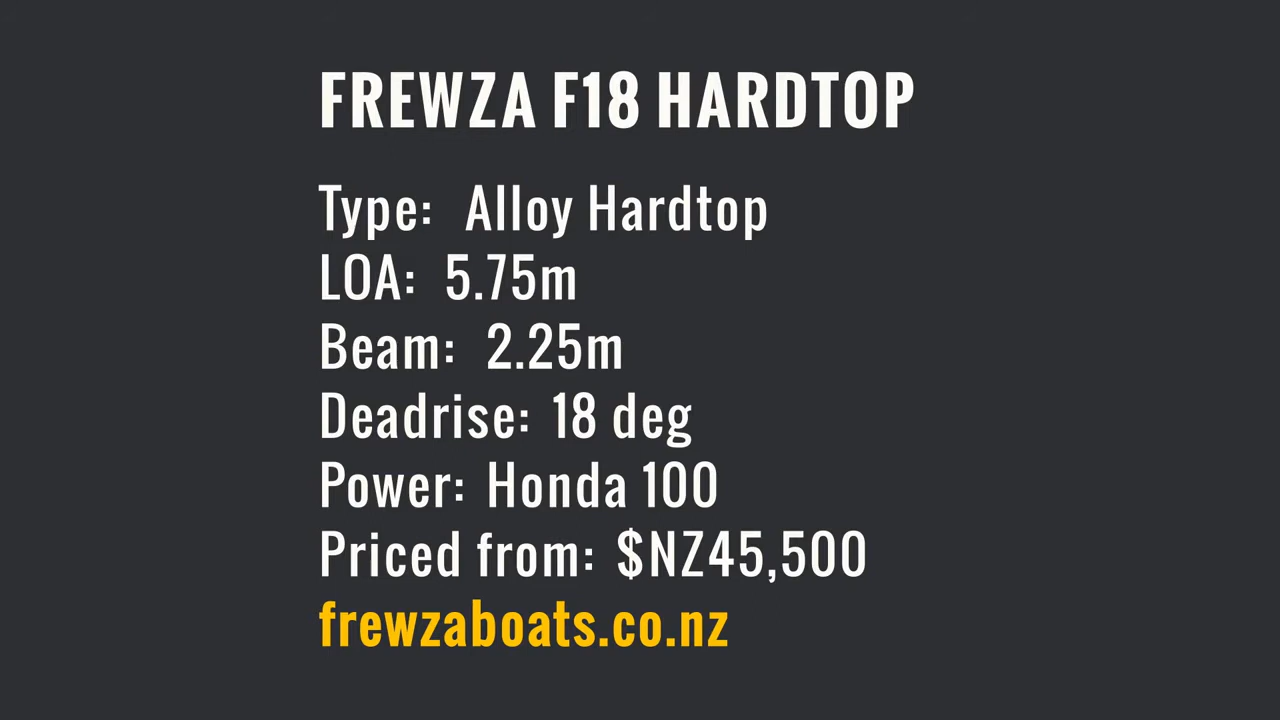 FREWZA F18 HARDTOP
Type: Alloy Hardtop
LOA: 5.75m
Beam: 2.25m
Deadrise: 18 deg
Power: Honda 100
Priced from: $NZ45,500
frewzaboats.co.nz